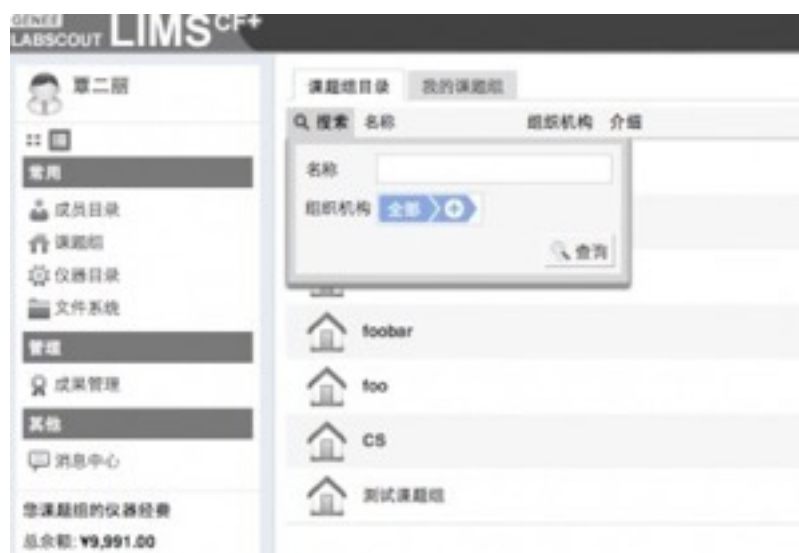 GENEE
LABSCOUT LIMS CF+
覃二丽
常用
成员目录
课题组
仪器目录
文件系统
管理
成果管理
其他
消息中心
您课题组的仪器经费
总余额: ¥9,991.00
课题组目录 我的课题组
搜索 名称 组织机构 介绍
名称
组织机构 全部
查询
foobar
foo
CS
测试课题组